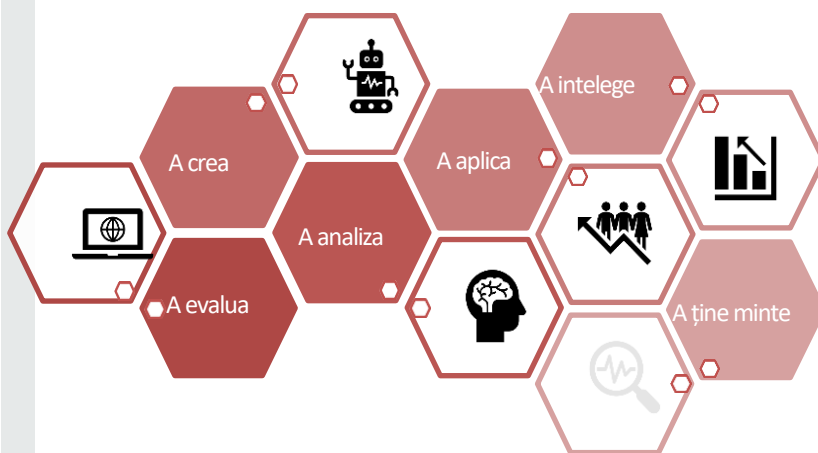 A intelege
A crea
A aplica
A analiza
A evalua
A ține minte